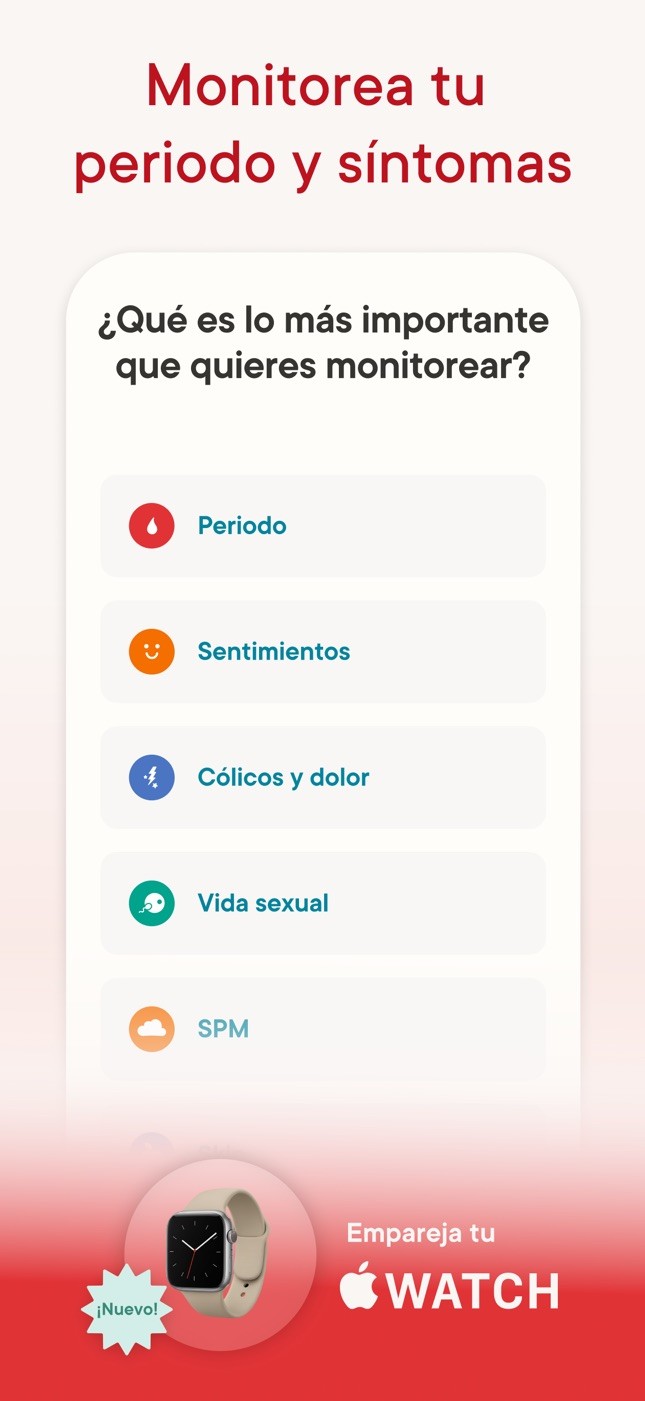 Monitorea tu
periodo y síntomas
¿Qué es lo más importante
que quieres monitorear?
Periodo
Sentimientos
Cólicos y dolor
Vida sexual
SPM
Empareja tu
WATCH
¡Nuevo!